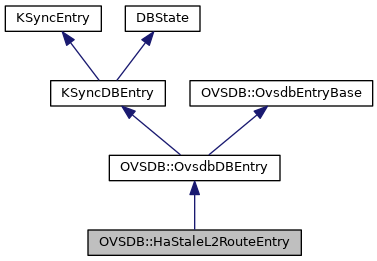 KSyncEntry
DBState
KSyncDBEntry
OVSDB::OvsdbEntryBase
OVSDB::OvsdbDBEntry
OVSDB::HaStaleL2RouteEntry